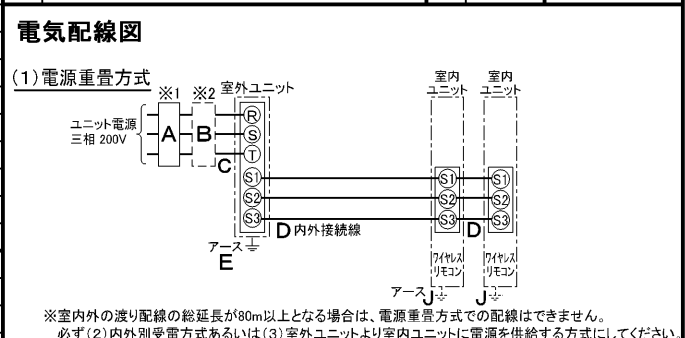 電気配線図
(1)電源重畳方式
※1 ※2 室外ユニット
室内ユニット
室内ユニット
ユニット電源
三相 200V
A
B
C
R
S
T
S1
S2
S3
S1
S2
S3
S1
S2
S3
D 内外接続線
D
アース
E
ワイヤレス
リモコン
ワイヤレス
リモコン
アース J
J
※室内外の渡り配線の総延長が80m以上となる場合は、電源重畳方式での配線はできません。
必ず(2)内外別受電方式あるいは(3)室外ユニットより室内ユニットに電源を供給する方式にしてください。